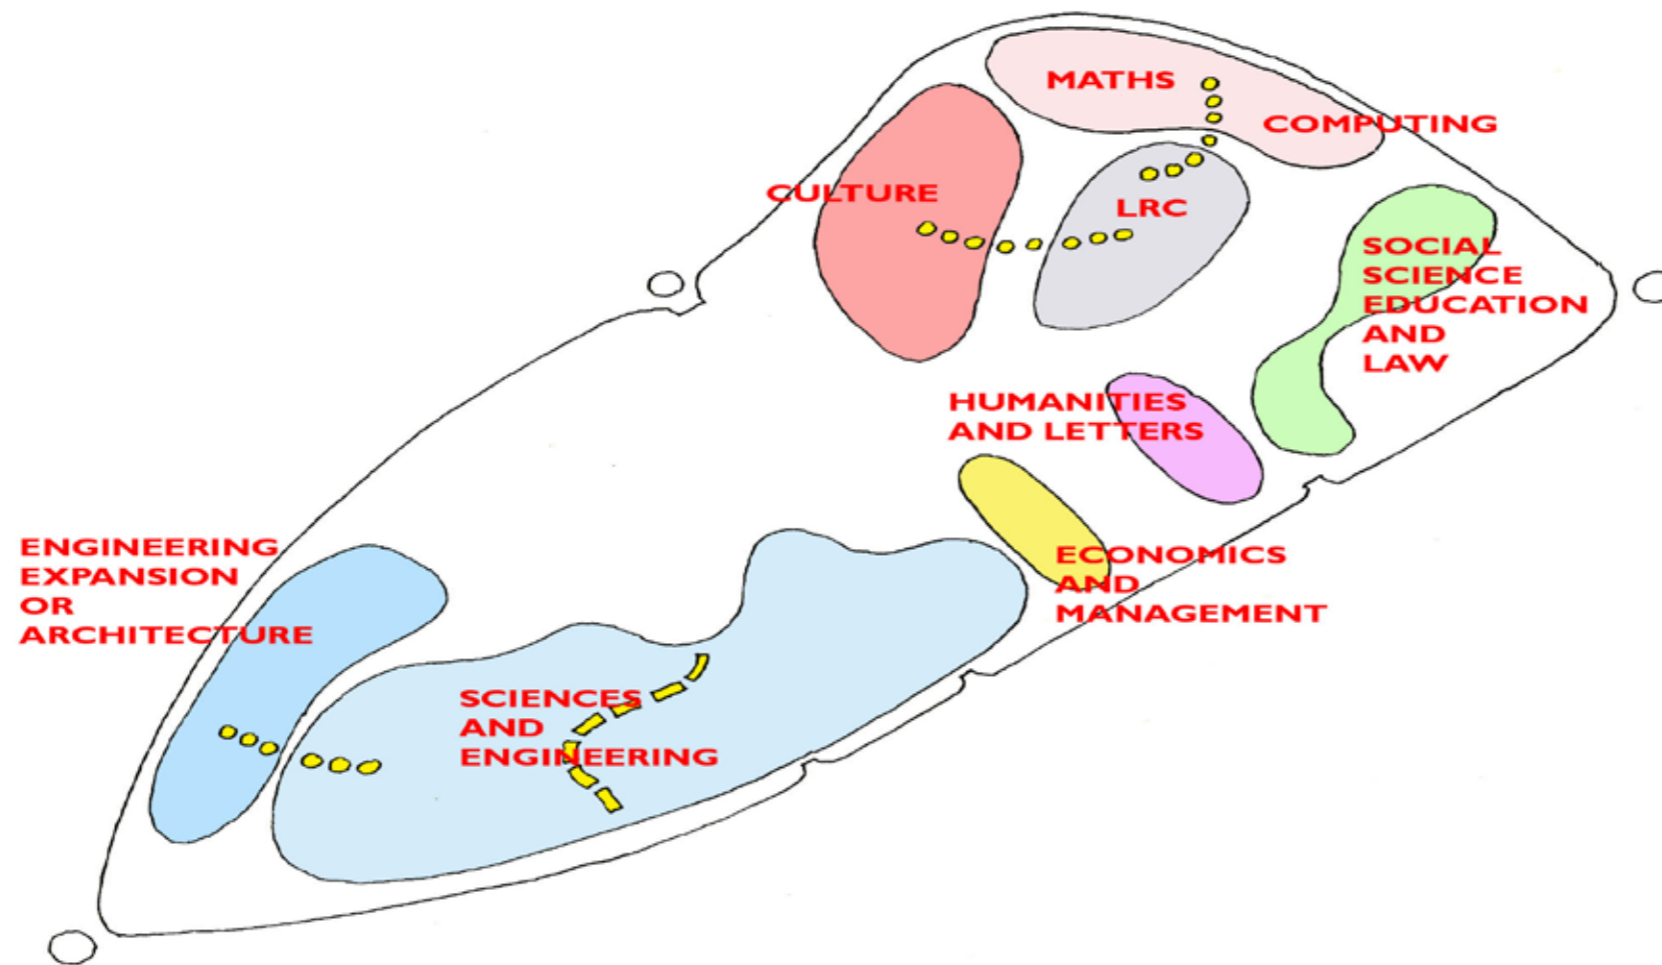 MATHS
COMPUTING
CULTURE
LRC
SOCIAL
SCIENCE
EDUCATION
AND
LAW
HUMANITIES
AND LETTERS
ECONOMICS
AND
MANAGEMENT
ENGINEERING
EXPANSION
OR
ARCHITECTURE
SCIENCES
AND
ENGINEERING